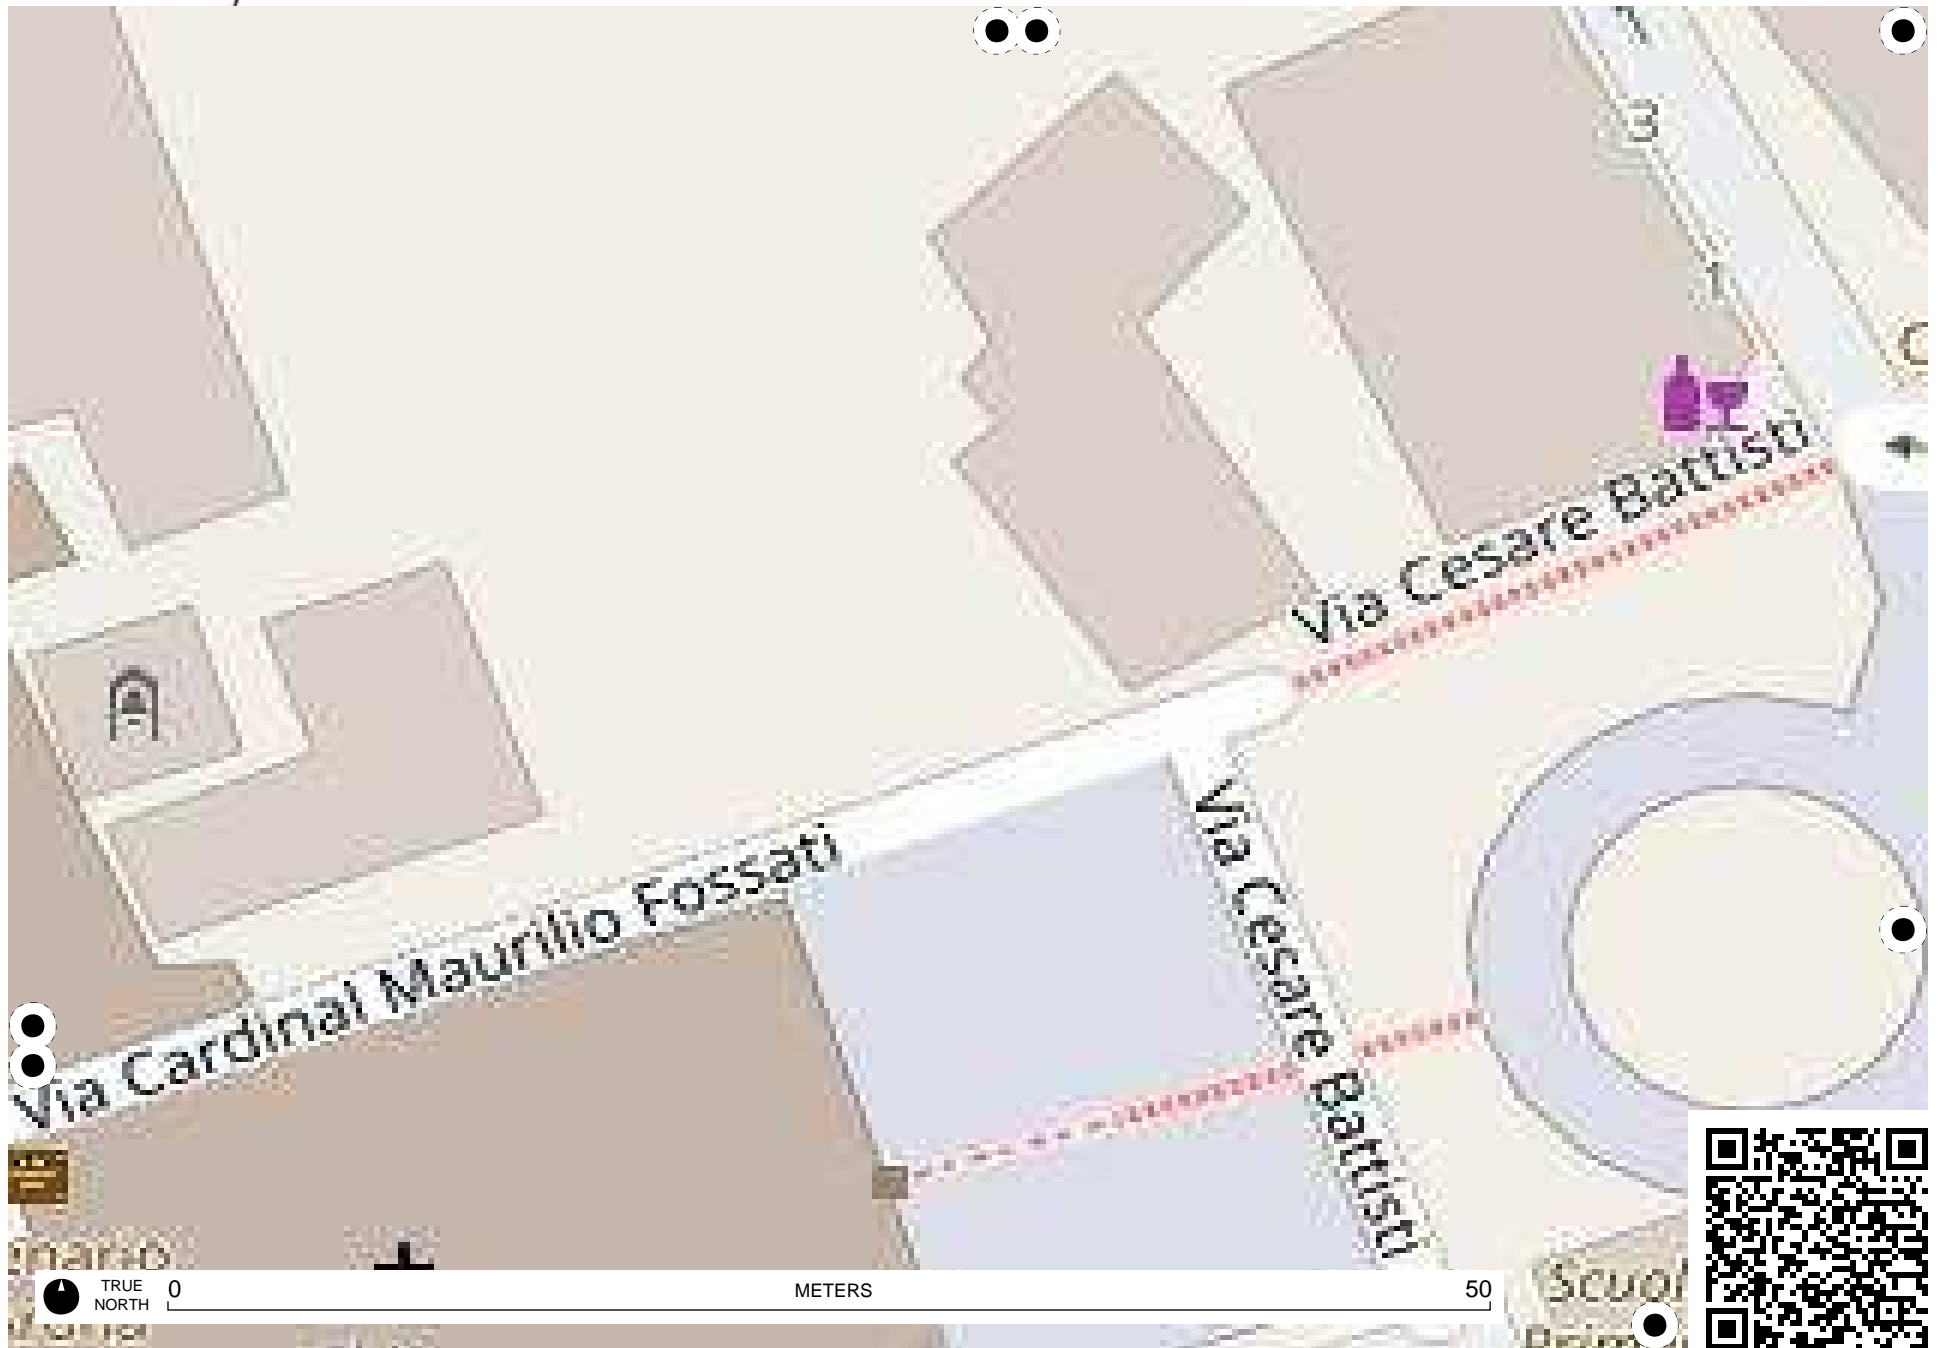 3
1
Via Cesare Battisti
Via Cardinal Maurilio Fossati
Via Cesare Battisti
TRUE
NORTH
0
METERS
50